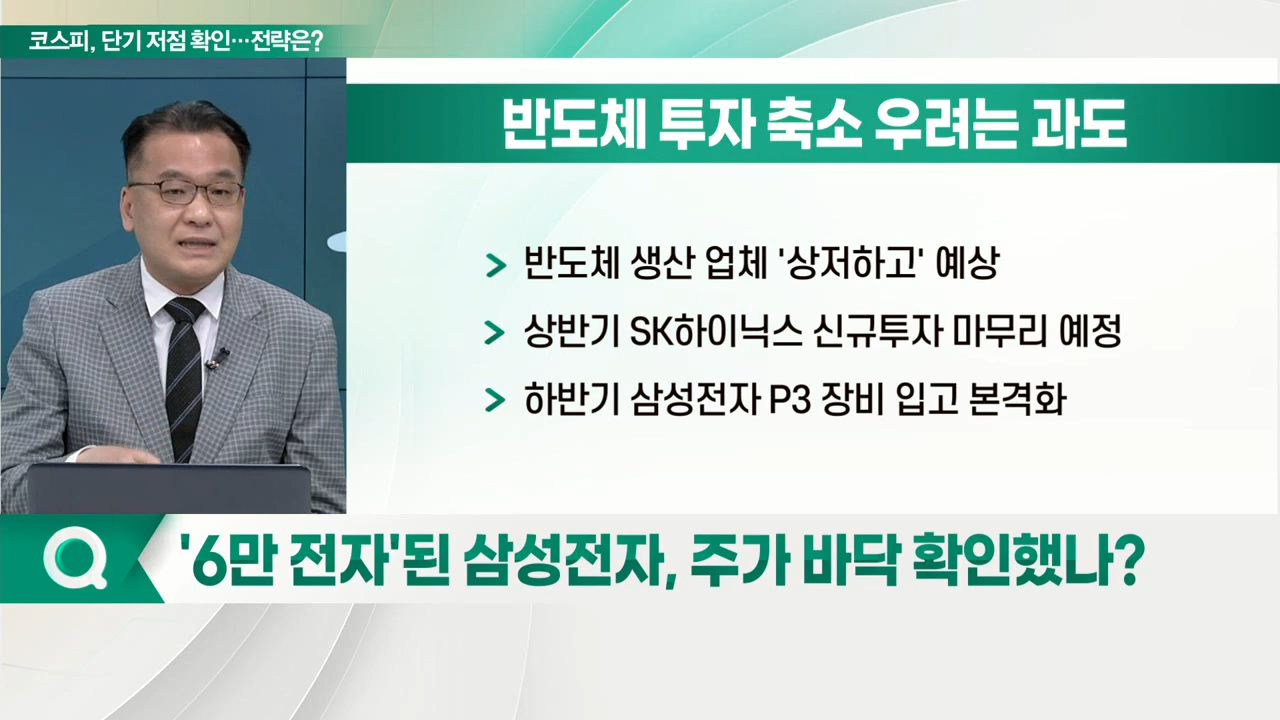 코스피, 단기 저점 확인…전략은?
반도체 투자 축소 우려는 과도
> 반도체 생산 업체 '상저하고' 예상
> 상반기 SK하이닉스 신규투자 마무리 예정
> 하반기 삼성전자 P3 장비 입고 본격화
Q '6만 전자'된 삼성전자, 주가 바닥 확인했나?